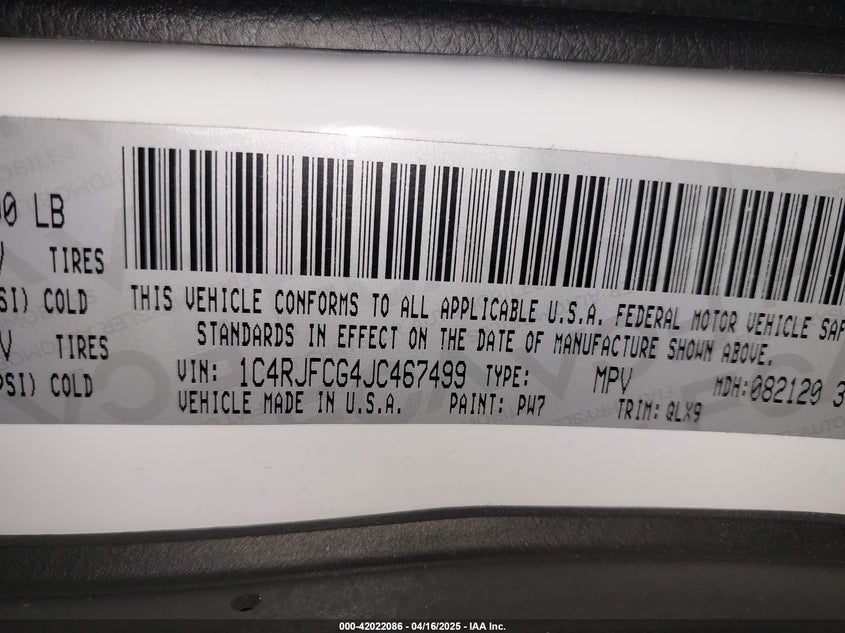 00 LB
TIRES
SI) COLD
TIRES
PSI) COLD
THIS VEHICLE CONFORMS TO ALL APPLICABLE U.S.A. FEDERAL MOTOR VEHICLE SAF
STANDARDS IN EFFECT ON THE DATE OF MANUFACTURE SHOWN ABOVE.
VIN: 1C4RJFCG4JC467499 TYPE: MPV MDH:082120 3
VEHICLE MADE IN U.S.A. PAINT: PW7 TRIM: QLX9
000-42022086 - 04/16/2025 - IAA Inc.